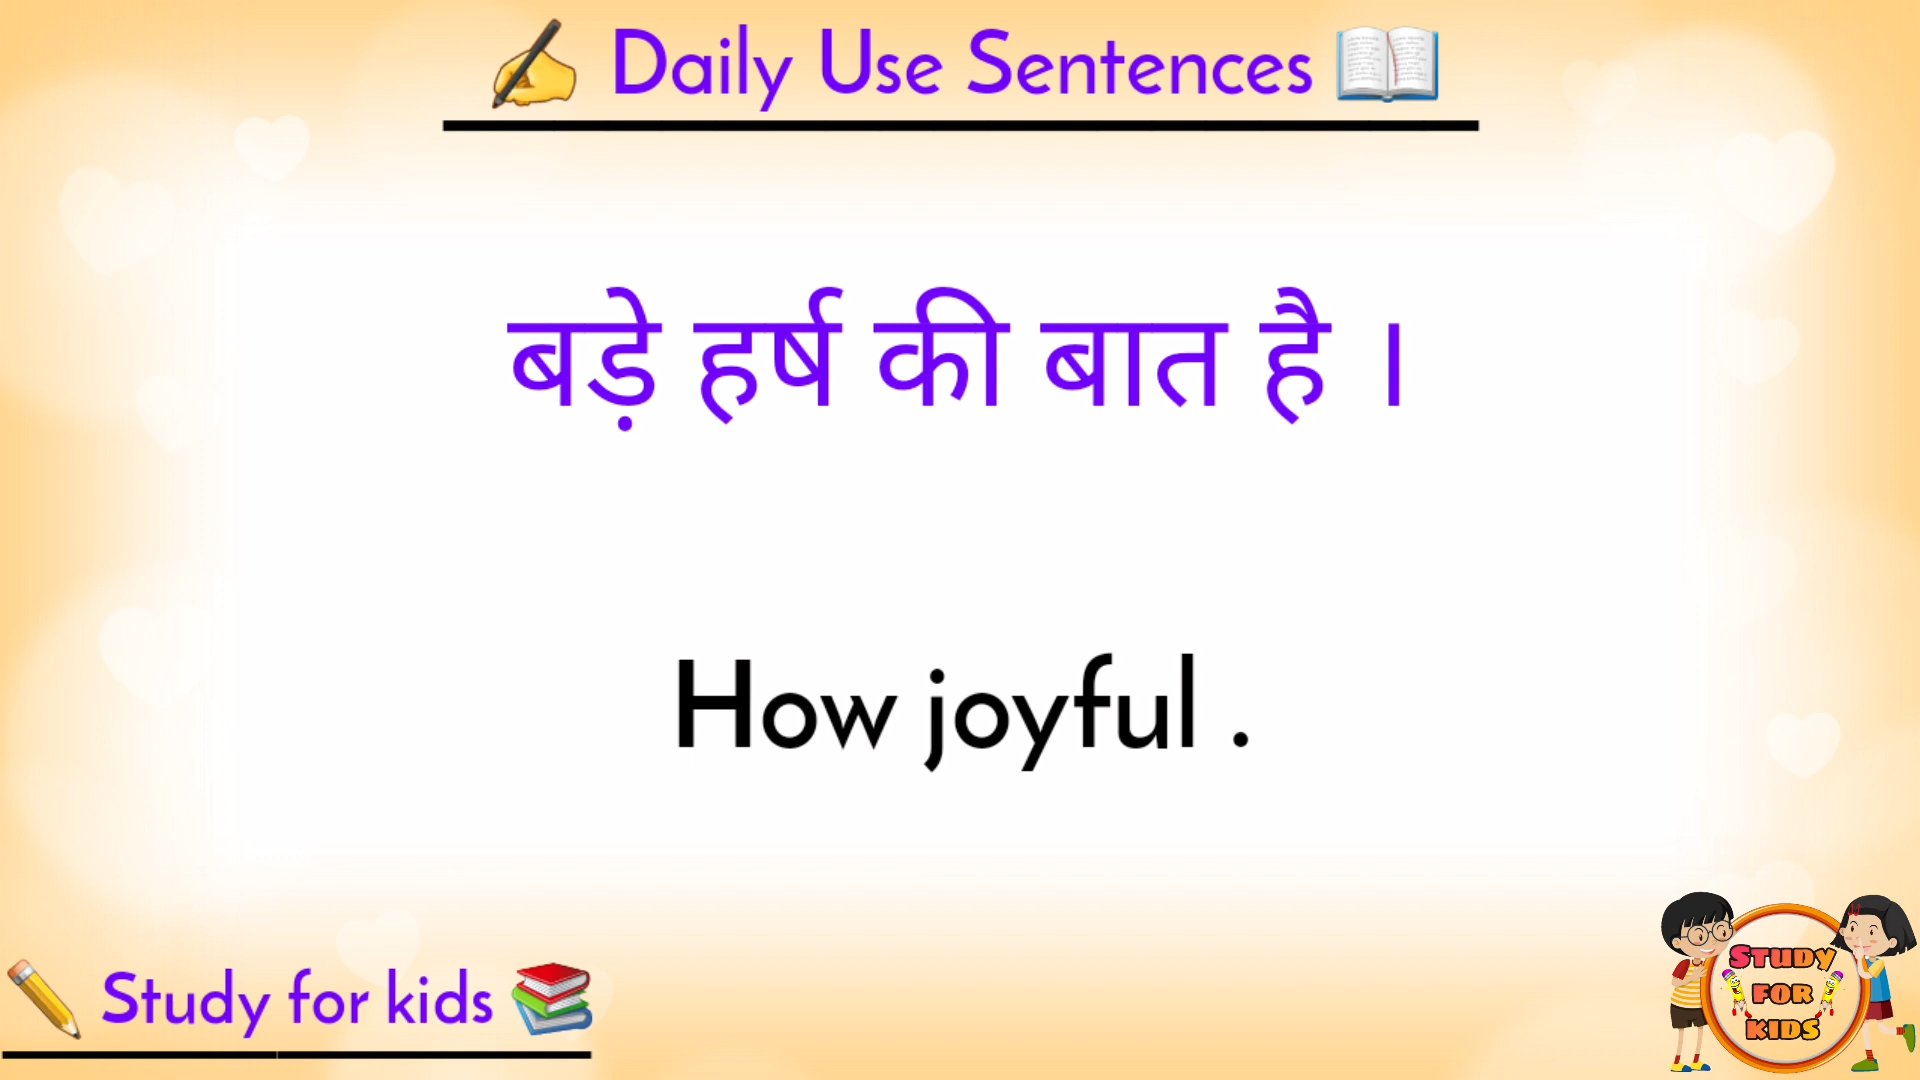 Daily Use Sentences
बड़े हर्ष की बात है ।
How joyful .
Study for kids
STUDY
FOR
KIDS